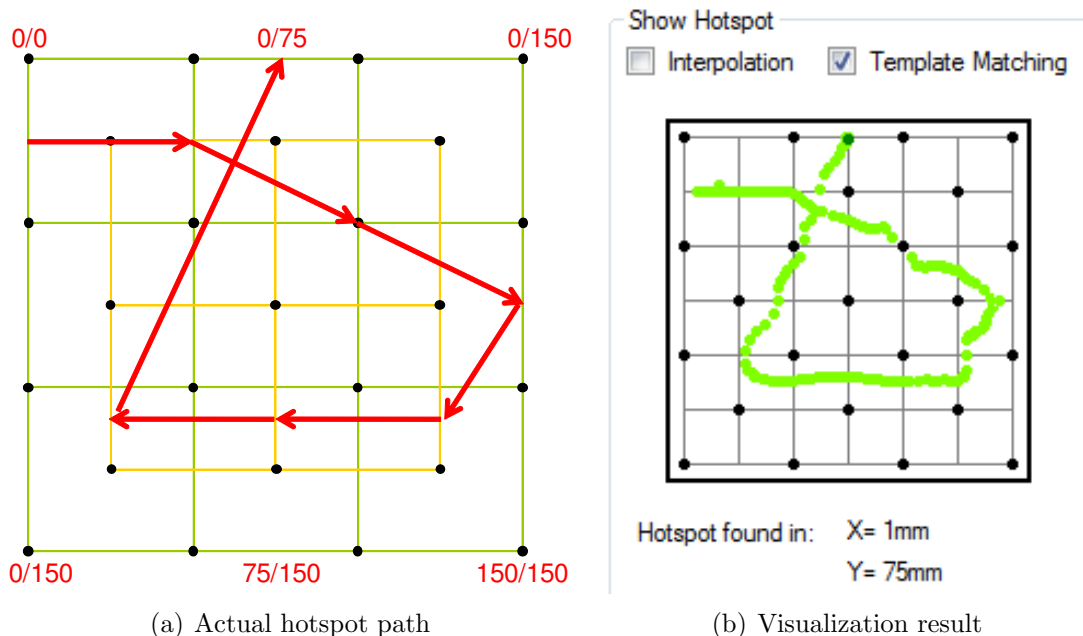 0/0 0/75 0/150
0/150 75/150 150/150
(a) Actual hotspot path
Show Hotspot
Interpolation Template Matching
Hotspot found in: X= 1mm
Y= 75mm
(b) Visualization result